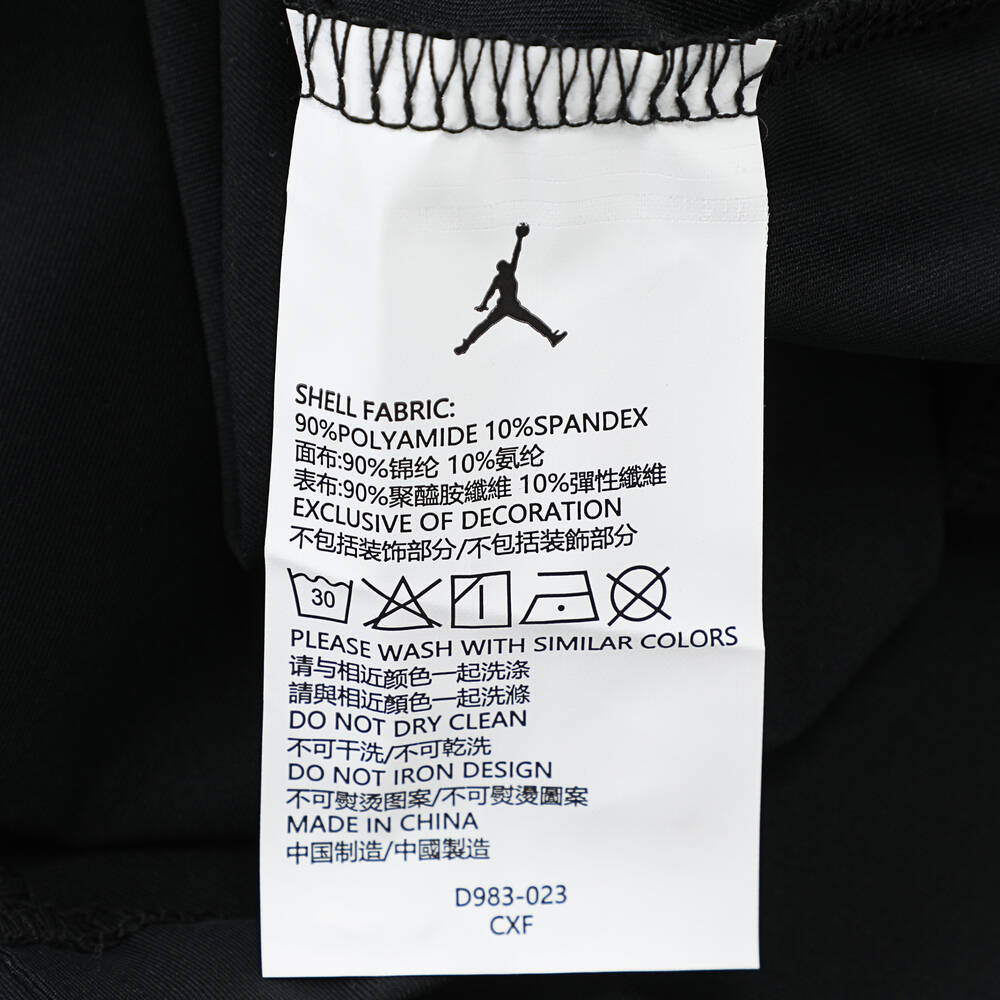 SHELL FABRIC:
90%POLYAMIDE 10%SPANDEX
面布:90%锦纶 10%氨纶
表布:90%聚醯胺纖維 10%彈性纖維
EXCLUSIVE OF DECORATION
不包括装饰部分/不包括裝飾部分
30
PLEASE WASH WITH SIMILAR COLORS
请与相近颜色一起洗涤
請與相近顏色一起洗滌
DO NOT DRY CLEAN
不可干洗/不可乾洗
DO NOT IRON DESIGN
不可熨烫图案/不可熨燙圖案
MADE IN CHINA
中国制造/中國製造
D983-023
CXF